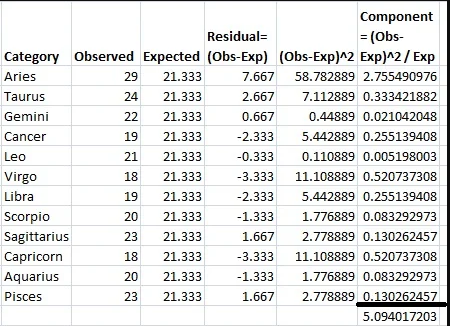 Component
Residual= = (Obs-
Category Observed Expected (Obs-Exp) (Obs-Exp)^2 Exp)^2 / Exp
Aries 29 21.333 7.667 58.782889 2.755490976
Taurus 24 21.333 2.667 7.112889 0.333421882
Gemini 22 21.333 0.667 0.44889 0.021042048
Cancer 19 21.333 -2.333 5.442889 0.255139408
Leo 21 21.333 -0.333 0.110889 0.005198003
Virgo 18 21.333 -3.333 11.108889 0.520737308
Libra 19 21.333 -2.333 5.442889 0.255139408
Scorpio 20 21.333 -1.333 1.776889 0.083292973
Sagittarius 23 21.333 1.667 2.778889 0.130262457
Capricorn 18 21.333 -3.333 11.108889 0.520737308
Aquarius 20 21.333 -1.333 1.776889 0.083292973
Pisces 23 21.333 1.667 2.778889 0.130262457
5.094017203